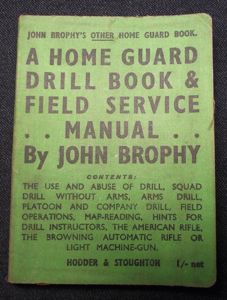 JOHN BROPHY'S OTHER HOME GUARD BOOK.
A HOME GUARD
DRILL BOOK &
FIELD SERVICE
. . MANUAL . .
By JOHN BROPHY
CONTENTS:
THE USE AND ABUSE OF DRILL, SQUAD
DRILL WITHOUT ARMS, ARMS DRILL,
PLATOON AND COMPANY DRILL, FIELD
OPERATIONS, MAP-READING, HINTS FOR
DRILL INSTRUCTORS, THE AMERICAN RIFLE,
THE BROWNING AUTOMATIC RIFLE OR
LIGHT MACHINE-GUN.
HODDER & STOUGHTON 1/- net